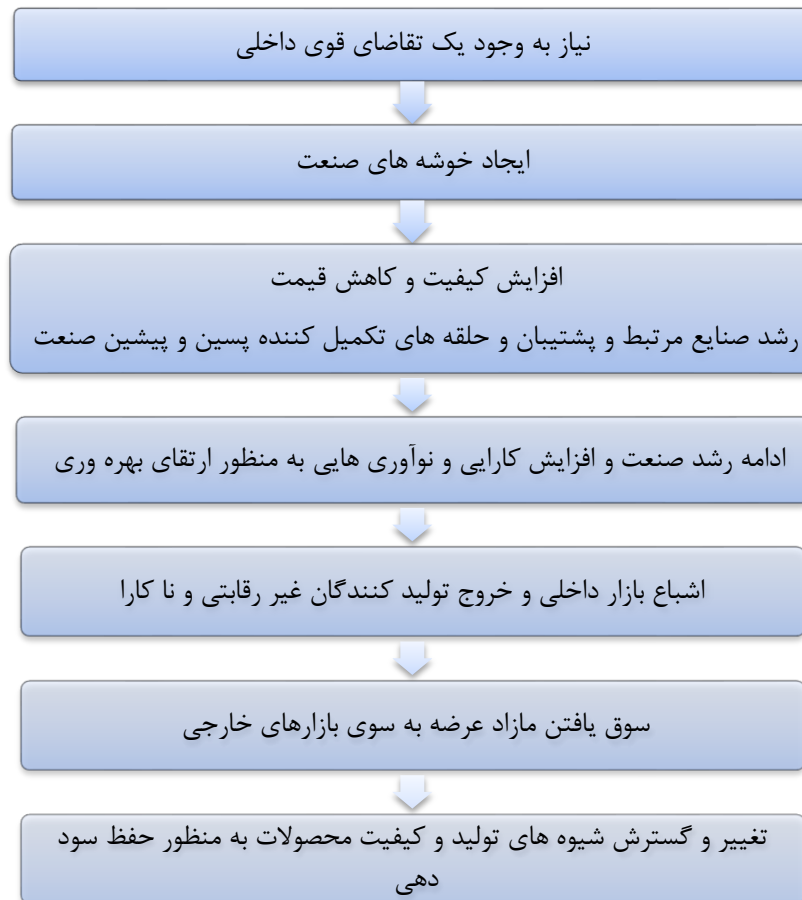 نیاز به وجود یک تقاضای قوی داخلی
ایجاد خوشه های صنعت
افزایش کیفیت و کاهش قیمت
رشد صنایع مرتبط و پشتیبان و حلقه های تکمیل کننده پسین و پیشین صنعت
ادامه رشد صنعت و افزایش کارایی و نوآوری هایی به منظور ارتقای بهره وری
اشباع بازار داخلی و خروج تولید کنندگان غیر رقابتی و نا کارا
سوق یافتن مازاد عرضه به سوی بازارهای خارجی
تغییر و گسترش شیوه های تولید و کیفیت محصولات به منظور حفظ سود
دهی